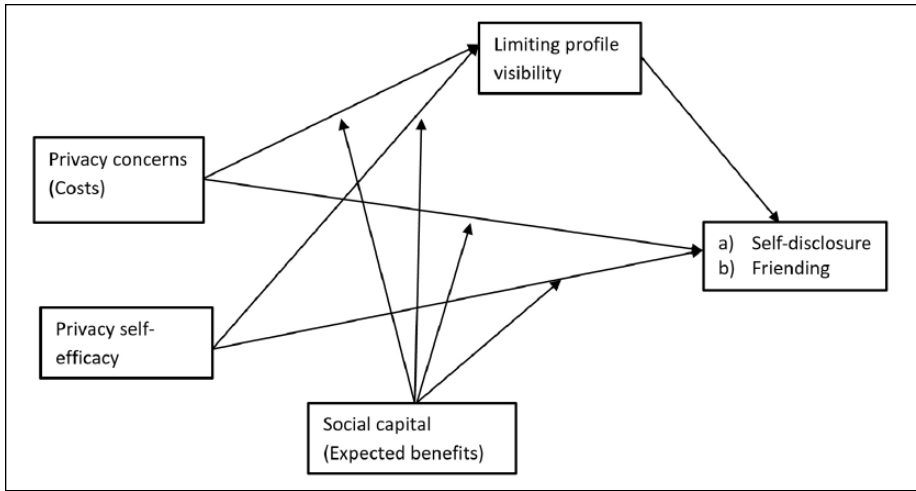 Limiting profile
visibility
Privacy concerns
(Costs)
a) Self-disclosure
b) Friending
Privacy self-
efficacy
Social capital
(Expected benefits)